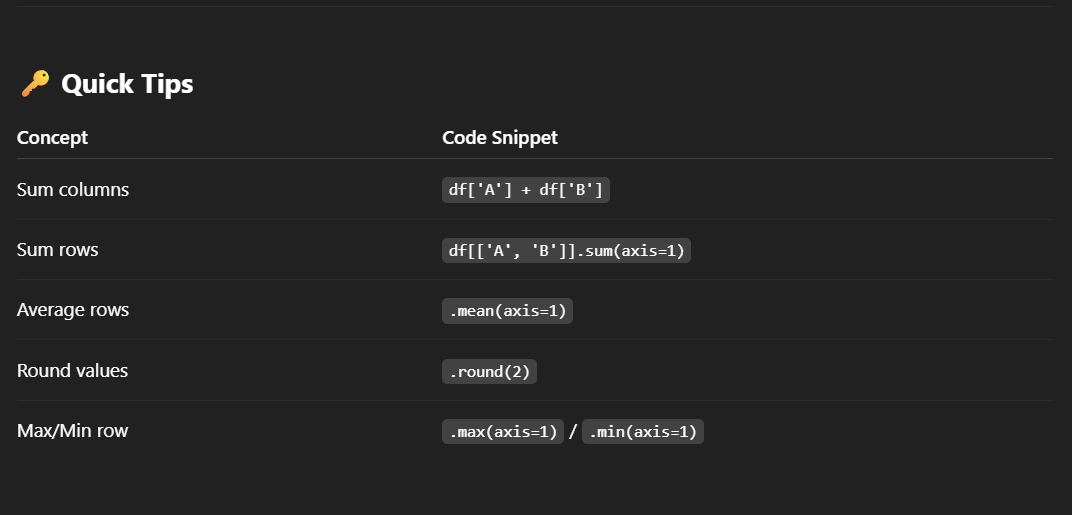 🔑 Quick Tips
Concept Code Snippet
Sum columns df['A'] + df['B']
Sum rows df[['A', 'B']].sum(axis=1)
Average rows .mean(axis=1)
Round values .round(2)
Max/Min row .max(axis=1) / .min(axis=1)